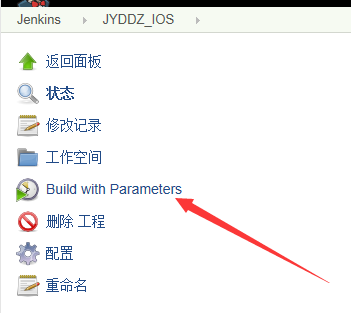 Jenkins JYDDZ_IOS
返回面板
状态
修改记录
工作空间
Build with Parameters
删除 工程
配置
重命名